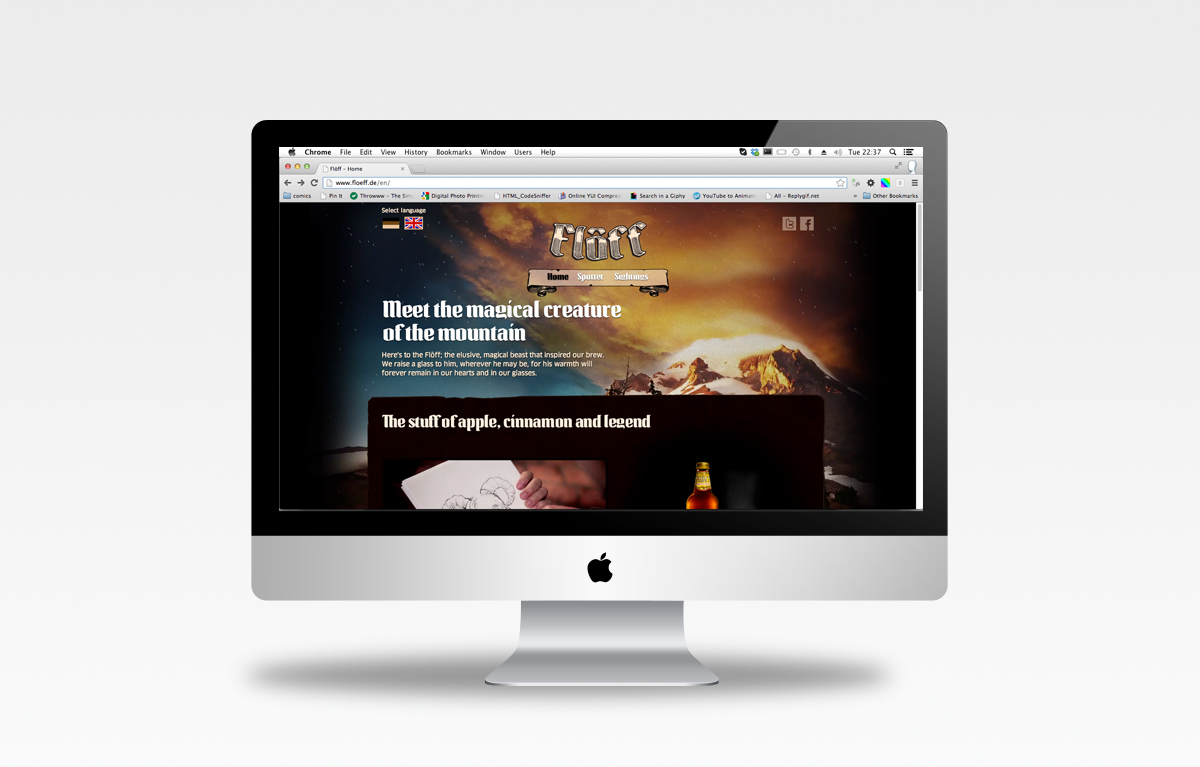 Chrome File Edit View History Bookmarks Window Users Help Tue 22:37
Flöff – Home
www.floeff.de/en/
comics Pin It Throwww – The Sim Digital Photo Printin HTML_CodeSniffer Online YUI Compres Search in a Giphy YouTube to Animat All – Replygif.net » Other Bookmarks
Select language
Flöff
Home Spotter Sightings
Meet the magical creature
of the mountain
Here's to the Flöff; the elusive, magical beast that inspired our brew.
We raise a glass to him, wherever he may be, for his warmth will
forever remain in our hearts and in our glasses.
The stuff of apple, cinnamon and legend